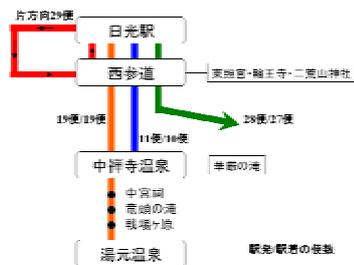 片方向29便
日光駅
西参道
東照宮・輪王寺・二荒山神社
19便/19便
28便/27便
11便/10便
中禅寺温泉
華厳の滝
中宮祠
竜頭の滝
戦場ヶ原
湯元温泉
駅発/駅着の便数